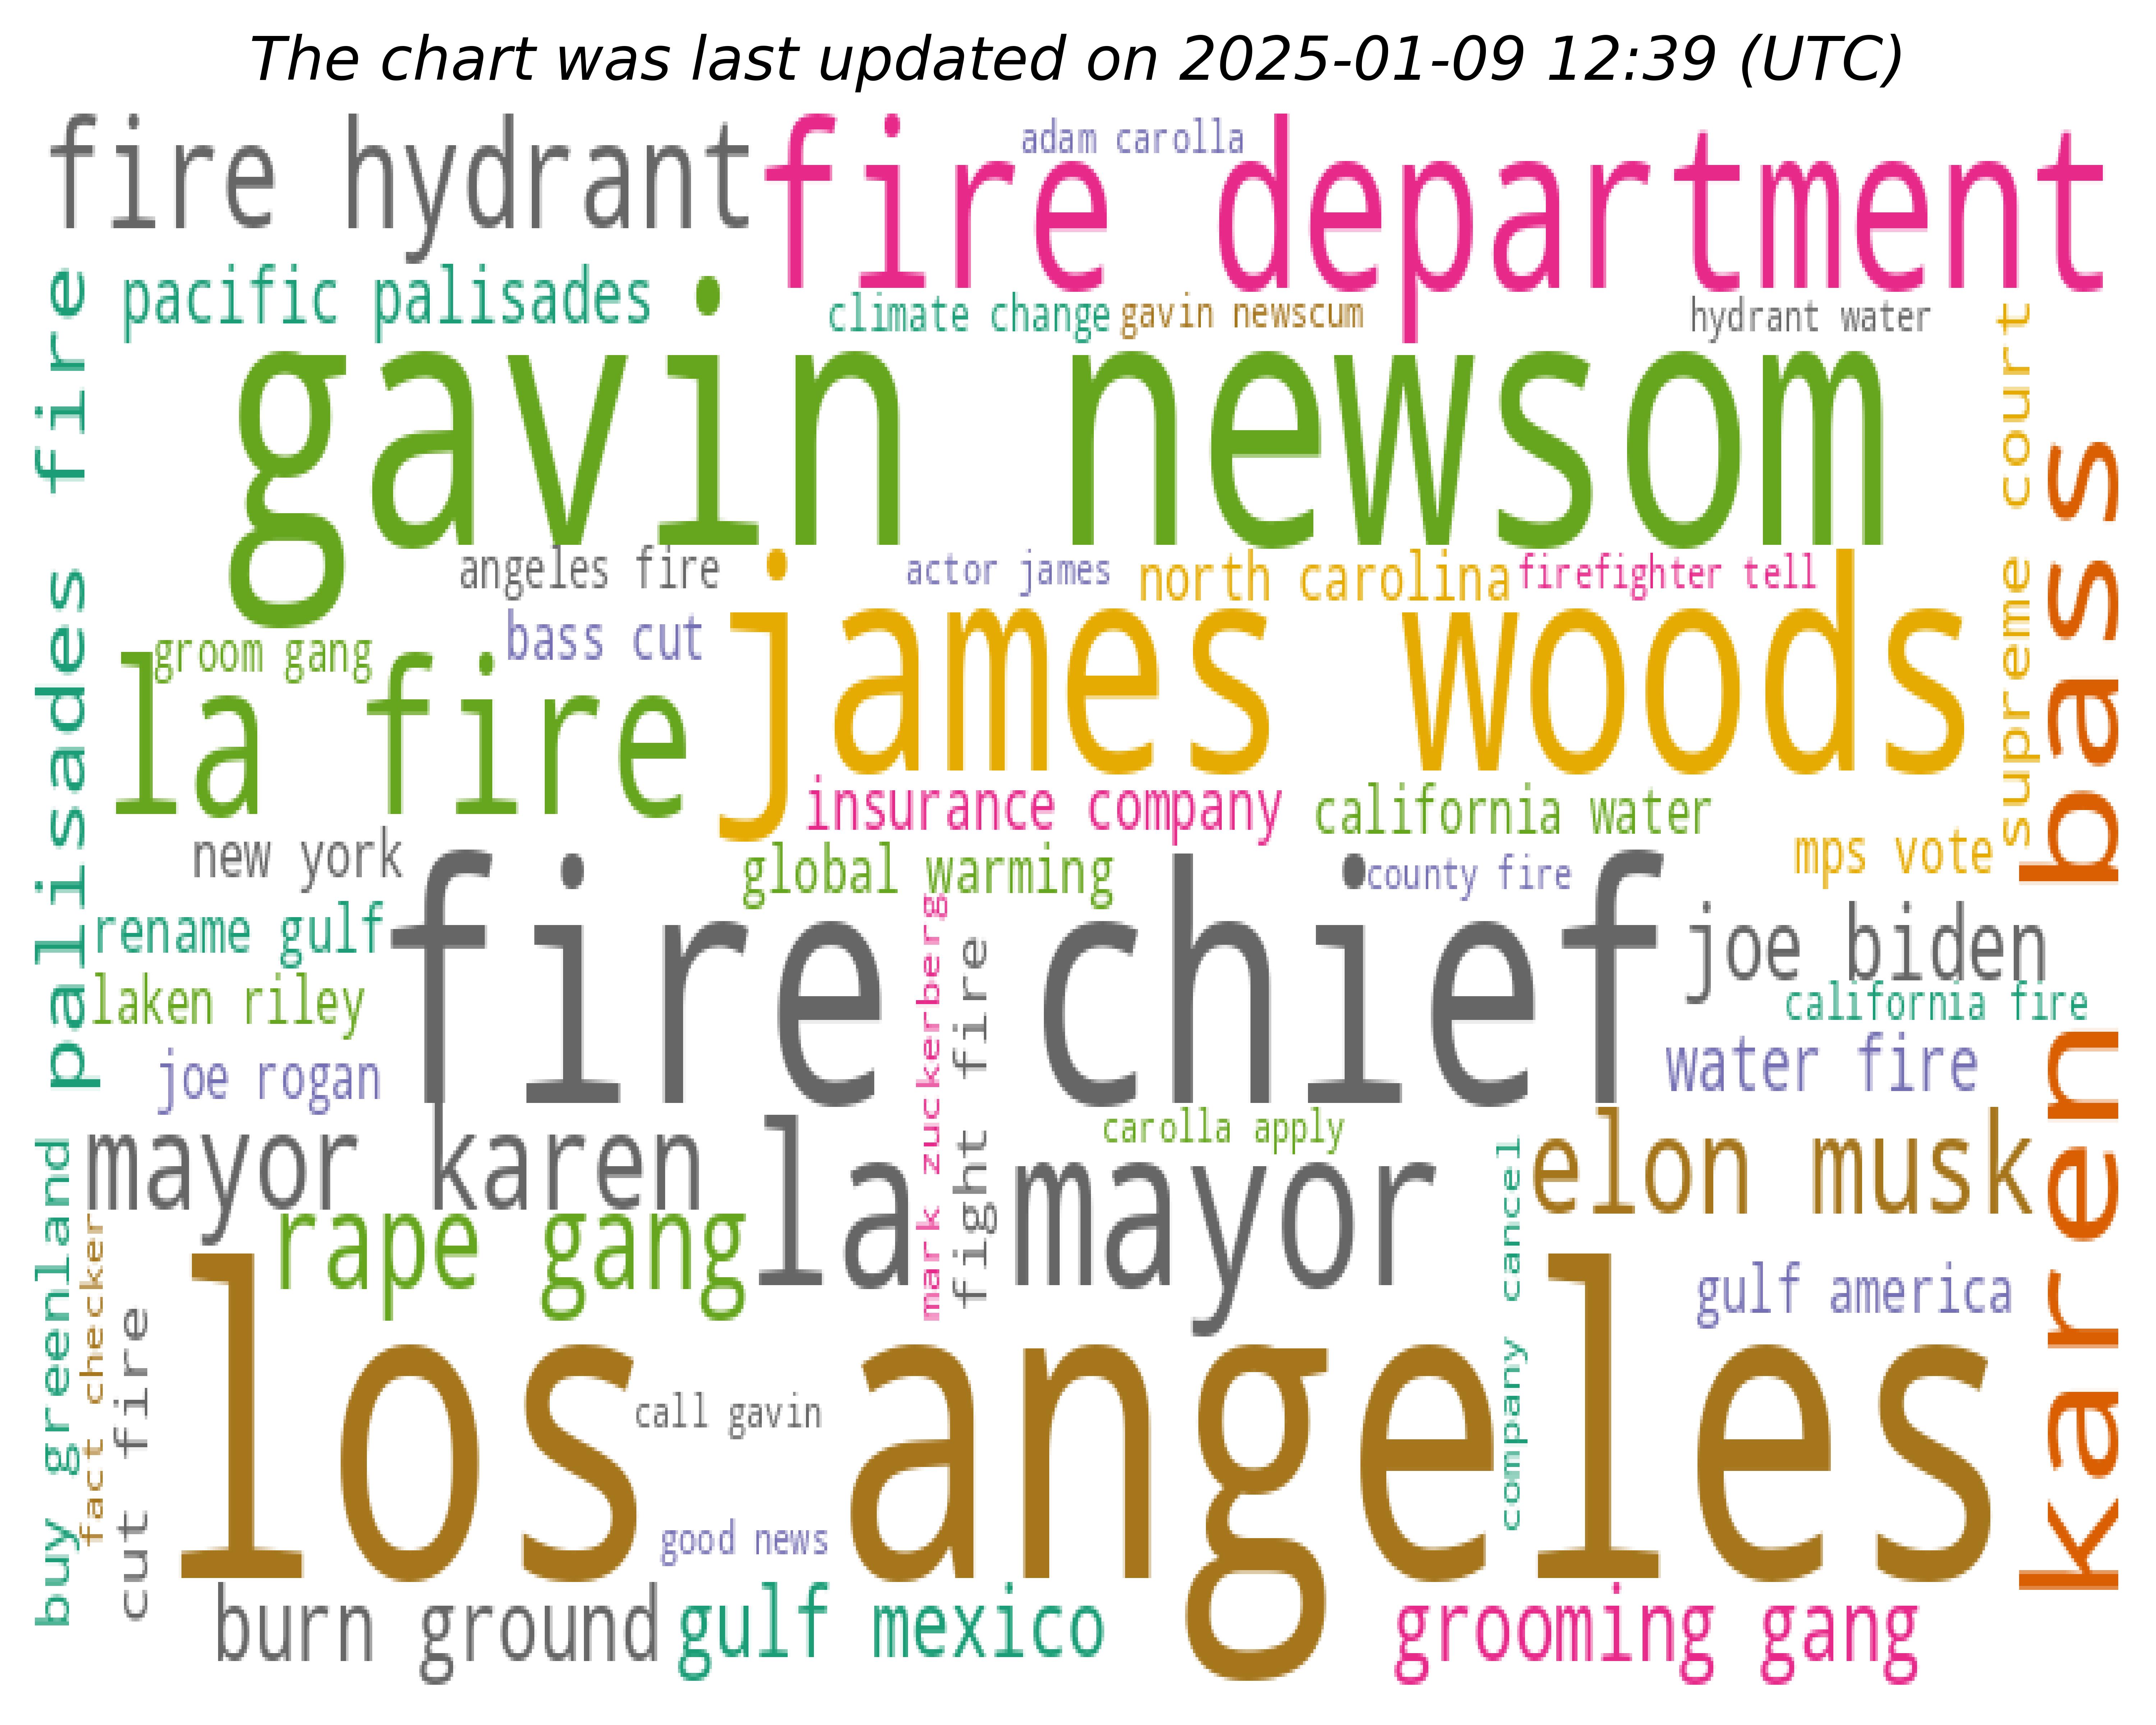 The chart was last updated on 2025-01-09 12:39 (UTC)
fire hydrant
fire department
adam carolla
pacific palisades
climate change
gavin newscum
hydrant water
gavin newsom
palisades fire
supreme court
karen bass
angeles fire
actor james
north carolina
firefighter tell
groom gang
bass cut
james woods
la fire
insurance company
california water
new york
global warming
county fire
mps vote
rename gulf
fire chief
joe biden
laken riley
california fire
joe rogan
mark zuckerberg
fight fire
water fire
mayor karen
carolla apply
la mayor
company cancel
elon musk
buy greenland
fact checker
cut fire
rape gang
gulf america
los angeles
call gavin
good news
burn ground
gulf mexico
grooming gang